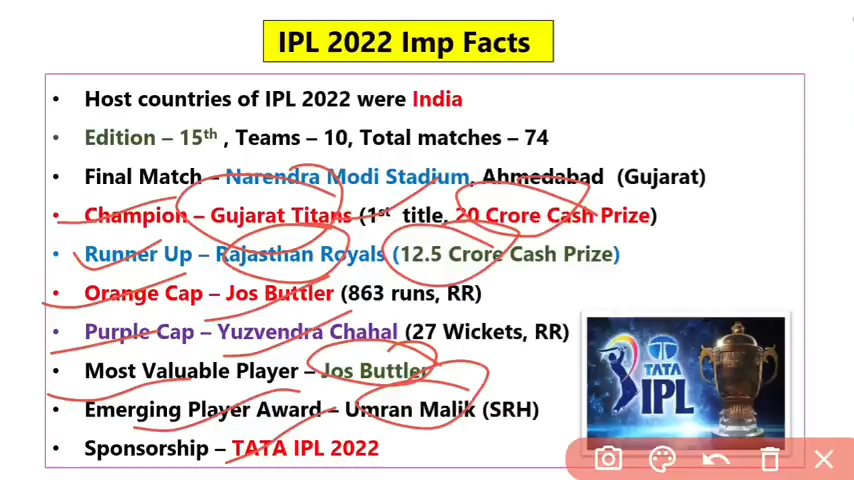 IPL 2022 Imp Facts
• Host countries of IPL 2022 were India
• Edition – 15th , Teams – 10, Total matches – 74
• Final Match – Narendra Modi Stadium, Ahmedabad (Gujarat)
• Champion – Gujarat Titans (1st title, 20 Crore Cash Prize)
• Runner Up – Rajasthan Royals (12.5 Crore Cash Prize)
• Orange Cap – Jos Buttler (863 runs, RR)
• Purple Cap – Yuzvendra Chahal (27 Wickets, RR)
• Most Valuable Player – Jos Buttler
• Emerging Player Award – Umran Malik (SRH)
• Sponsorship – TATA IPL 2022
TATA
IPL